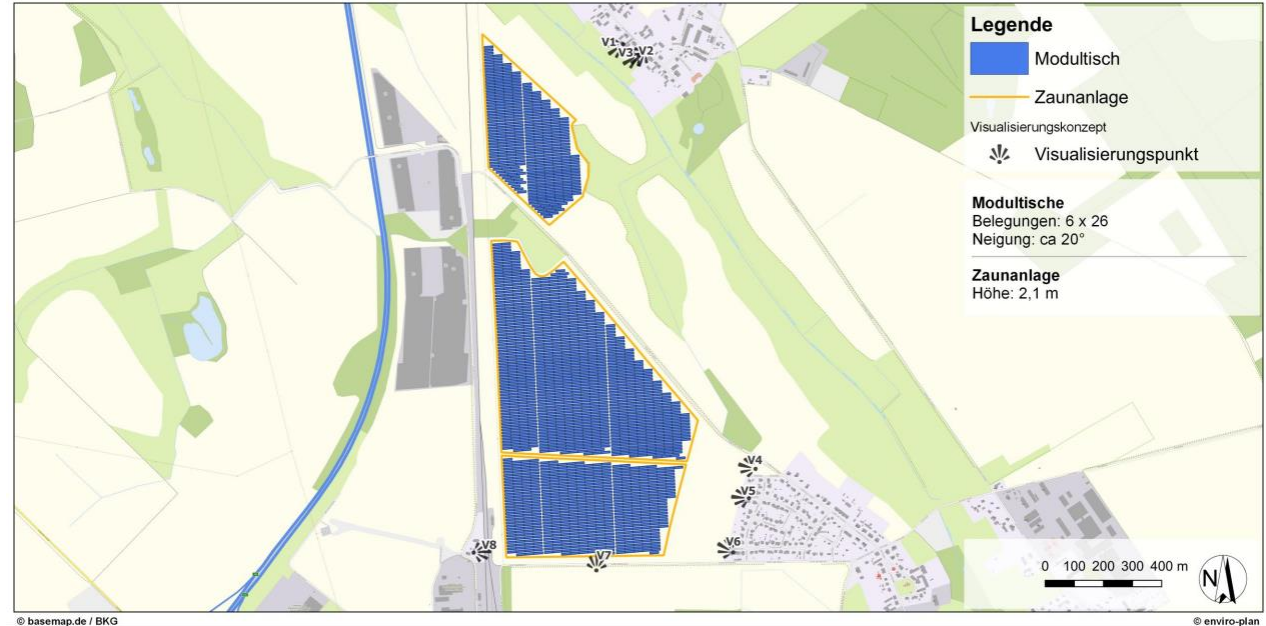 Legende
Modultisch
Zaunanlage
Visualisierungskonzept
Visualisierungspunkt
Modultische
Belegungen: 6 x 26
Neigung: ca 20°
Zaunanlage
Höhe: 2,1 m
V1
V3
V2
V4
V5
V6
V7
V8
0 100 200 300 400 m
N
© basemap.de / BKG
© enviro-plan